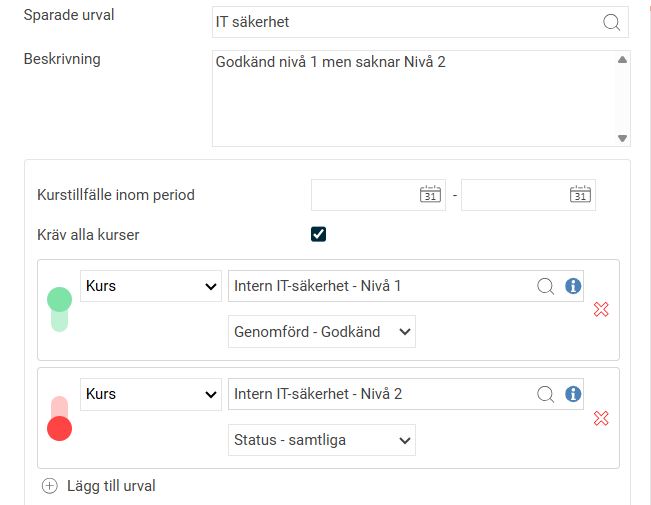 Sparade urval
IT säkerhet
Beskrivning
Godkänd nivå 1 men saknar Nivå 2
Kurstillfälle inom period
31
-
31
Kräv alla kurser
Kurs
Intern IT-säkerhet - Nivå 1
Genomförd - Godkänd
Kurs
Intern IT-säkerhet - Nivå 2
Status - samtliga
Lägg till urval